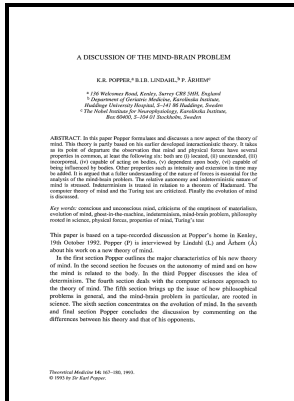 A DISCUSSION OF THE MIND-BRAIN PROBLEM
K.R. POPPER,ᵃ B.I.B. LINDAHL,ᵇ P. ÅRHEMᶜ
ᵃ 136 Welcomes Road, Kenley, Surrey CR8 5HH, England
ᵇ Department of Geriatric Medicine, Karolinska Institute,
Huddinge University Hospital, S-141 86 Huddinge, Sweden
ᶜ The Nobel Institute for Neurophysiology, Karolinska Institute,
Box 60400, S-104 01 Stockholm, Sweden
ABSTRACT. In this paper Popper formulates and discusses a new aspect of the theory of
mind. This theory is partly based on his earlier developed interactionistic theory. It takes
as its point of departure the observation that mind and physical forces have several
properties in common, at least the following six: both are (i) located, (ii) unextended, (iii)
incorporeal, (iv) capable of acting on bodies, (v) dependent upon body, (vi) capable of
being influenced by bodies. Other properties such as intensity and extension in time may
be added. It is argued that a fuller understanding of the nature of forces is essential for the
analysis of the mind-brain problem. The relative autonomy and indeterministic nature of
mind is stressed. Indeterminism is treated in relation to a theorem of Hadamard. The
computer theory of mind and the Turing test are criticized. Finally the evolution of mind
is discussed.
Key words: conscious and unconscious mind, criticisms of the emptiness of materialism,
evolution of mind, ghost-in-the-machine, indeterminism, mind-brain problem, philosophy
rooted in science, physical forces, properties of mind, Turing's test
This paper is based on a tape-recorded discussion at Popper's home in Kenley,
19th October 1992. Popper (P) is interviewed by Lindahl (L) and Århem (Å)
about his work on a new theory of mind.
In the first section Popper outlines the major characteristics of his new theory
of mind. In the second section he focuses on the autonomy of mind and on how
the mind is related to the body. In the third Popper discusses the idea of
determinism. The fourth section deals with the computer sciences approach to
the theory of mind. The fifth section brings up the issue of how philosophical
problems in general, and the mind-brain problem in particular, are rooted in
science. The sixth section concentrates on the evolution of mind. In the seventh
and final section Popper concludes the discussion by commenting on the
differences between his theory and that of his opponents.
Theoretical Medicine 14: 167–180, 1993.
© 1993 by Sir Karl Popper.